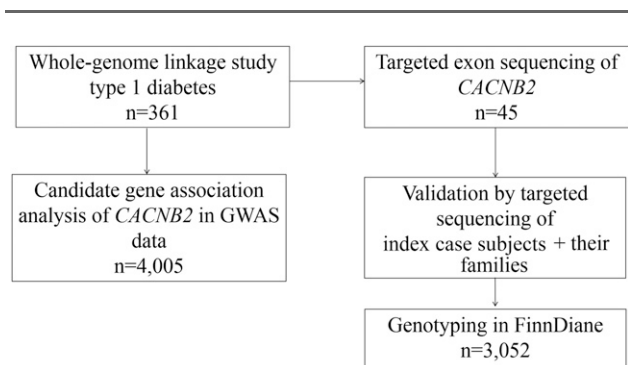 Whole-genome linkage study
type 1 diabetes
n=361
Targeted exon sequencing of
CACNB2
n=45
Candidate gene association
analysis of CACNB2 in GWAS
data
n=4,005
Validation by targeted
sequencing of
index case subjects + their
families
Genotyping in FinnDiane
n=3,052